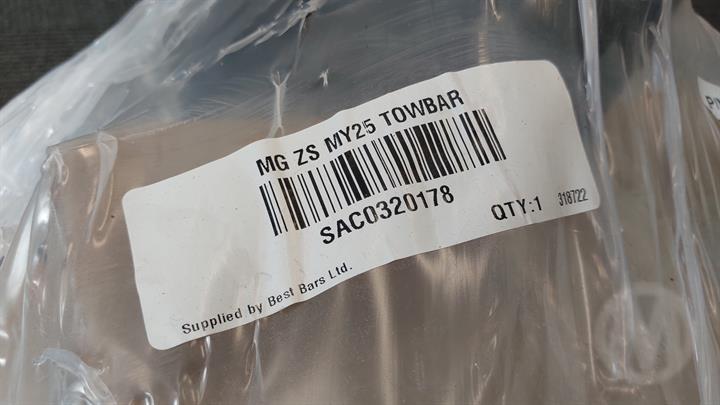 MG ZS MY25 TOWBAR
SAC0320178
QTY:1 318722
Supplied by Best Bars Ltd.